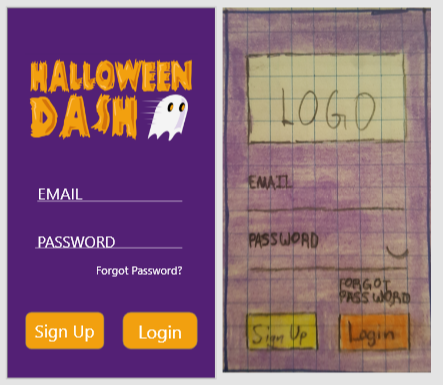 HALLOWEEN
DASH
EMAIL
PASSWORD
Forgot Password?
Sign Up Login
LOGO
EMAIL
PASSWORD
FORGOT
PASSWORD
Sign Up Login